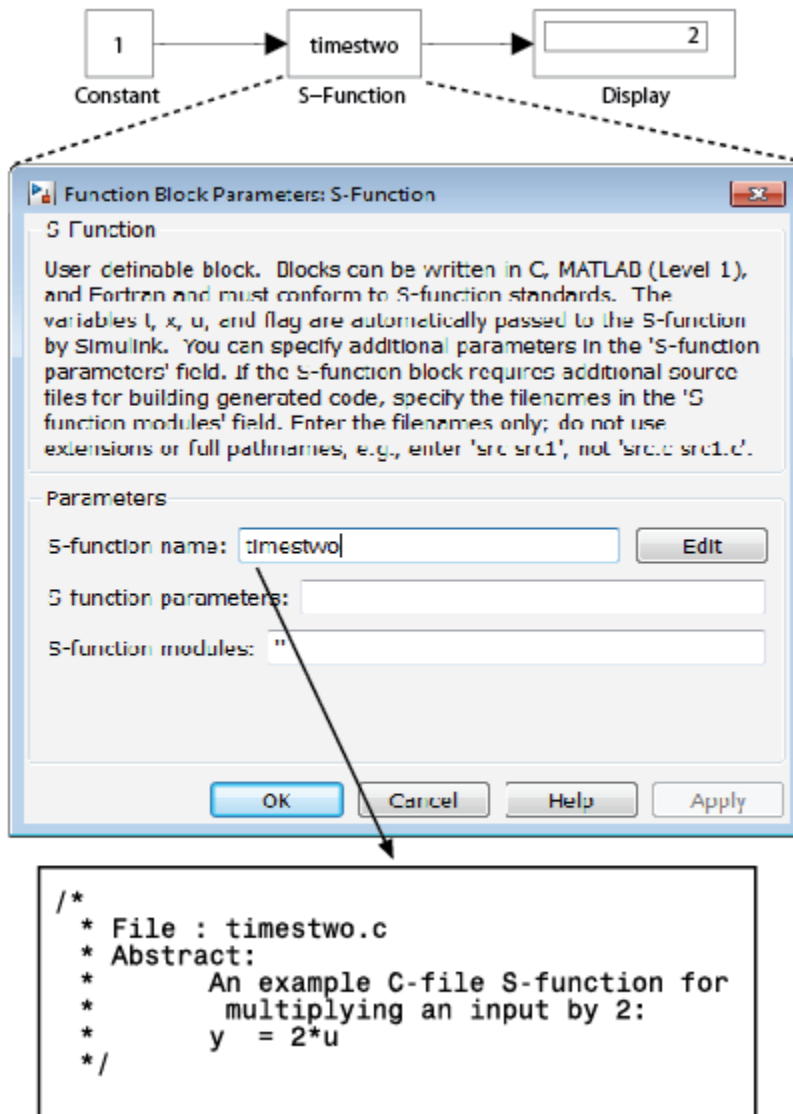 1
timestwo
2
Constant
S-Function
Display
Function Block Parameters: S-Function
S Function
User definable block. Blocks can be written in C, MATLAB (Level 1),
and Fortran and must conform to S-function standards. The
variables t, x, u, and flag are automatically passed to the S-function
by Simulink. You can specify additional parameters in the 'S-function
parameters' field. If the S-function block requires additional source
files for building generated code, specify the filenames in the 'S
function modules' field. Enter the filenames only; do not use
extensions or full pathnames, e.g., enter 'src src1', not 'src.c src1.c'.
Parameters
S-function name: timestwo
Edit
S function parameters:
S-function modules: ''
OK
Cancel
Help
Apply
/*
* File : timestwo.c
* Abstract:
* An example C-file S-function for
* multiplying an input by 2:
* y = 2*u
*/